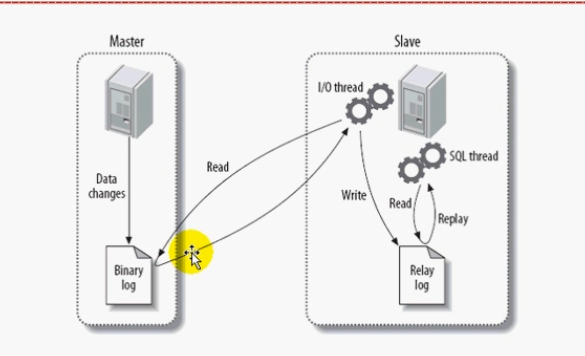 Master
Slave
I/O thread
SQL thread
Read
Data
changes
Write
Read
Replay
Binary
log
Relay
log